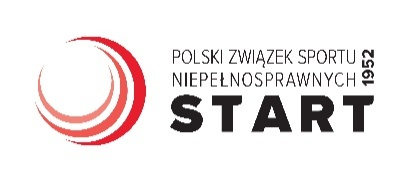 POLSKI ZWIĄZEK SPORTU
NIEPEŁNOSPRAWNYCH
START
1952